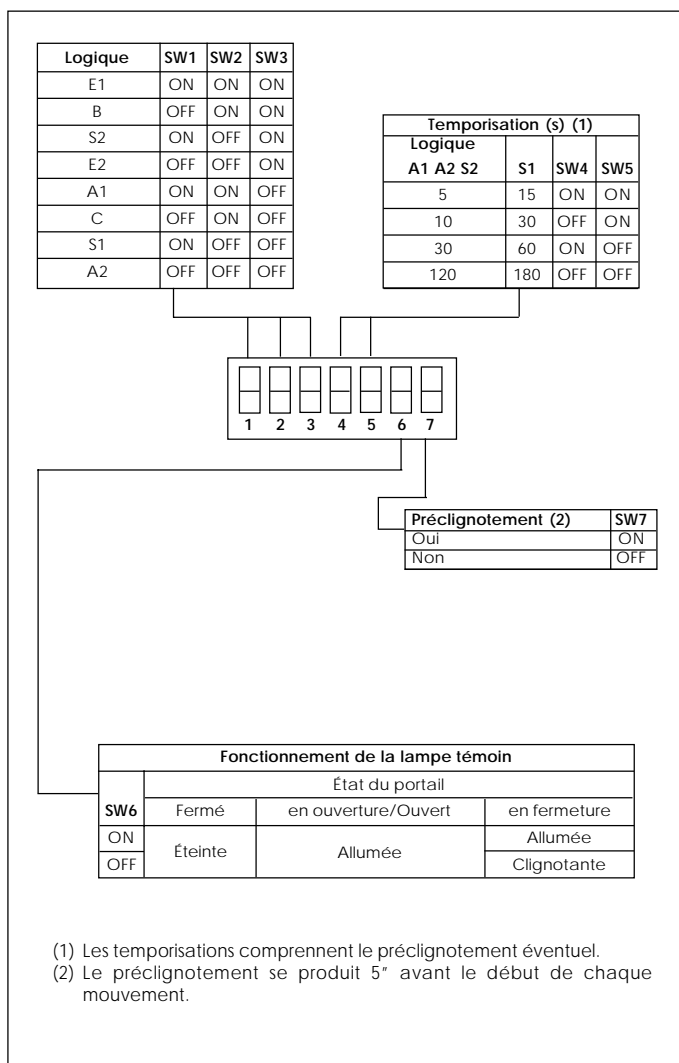 Logique SW1 SW2 SW3
E1 ON ON ON
B OFF ON ON
S2 ON OFF ON
E2 OFF OFF ON
A1 ON ON OFF
C OFF ON OFF
S1 ON OFF OFF
A2 OFF OFF OFF
Temporisation (s) (1)
Logique
A1 A2 S2 S1 SW4 SW5
5 15 ON ON
10 30 OFF ON
30 60 ON OFF
120 180 OFF OFF
1 2 3 4 5 6 7
Préclignotement (2) SW7
Oui ON
Non OFF
Fonctionnement de la lampe témoin
État du portail
SW6 Fermé en ouverture/Ouvert en fermeture
ON Éteinte Allumée Allumée
OFF Clignotante
(1) Les temporisations comprennent le préclignotement éventuel.
(2) Le préclignotement se produit 5″ avant le début de chaque
mouvement.